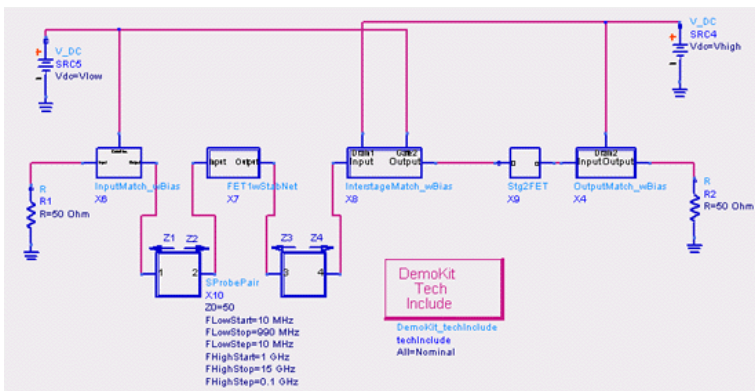 V_DC
SRC5
Vdc=Vlow
V_DC
SRC4
Vdc=Vhigh
Input
Output
InputMatch_wBias
X6
Input Output
FET1wStabNet
X7
Drain1 Gate2
Input Output
InterstageMatch_wBias
X8
Stg2FET
X9
Drain2
Input Output
OutputMatch_wBias
X4
R
R1
R=50 Ohm
R
R2
R=50 Ohm
Z1 Z2
1 2
Z3 Z4
3 4
SProbePair
X10
Z0=50
FLowStart=10 MHz
FLowStop=990 MHz
FLowStep=10 MHz
FHighStart=1 GHz
FHighStop=15 GHz
FHighStep=0.1 GHz
DemoKit
Tech
Include
DemoKit_techInclude
techInclude
All=Nominal